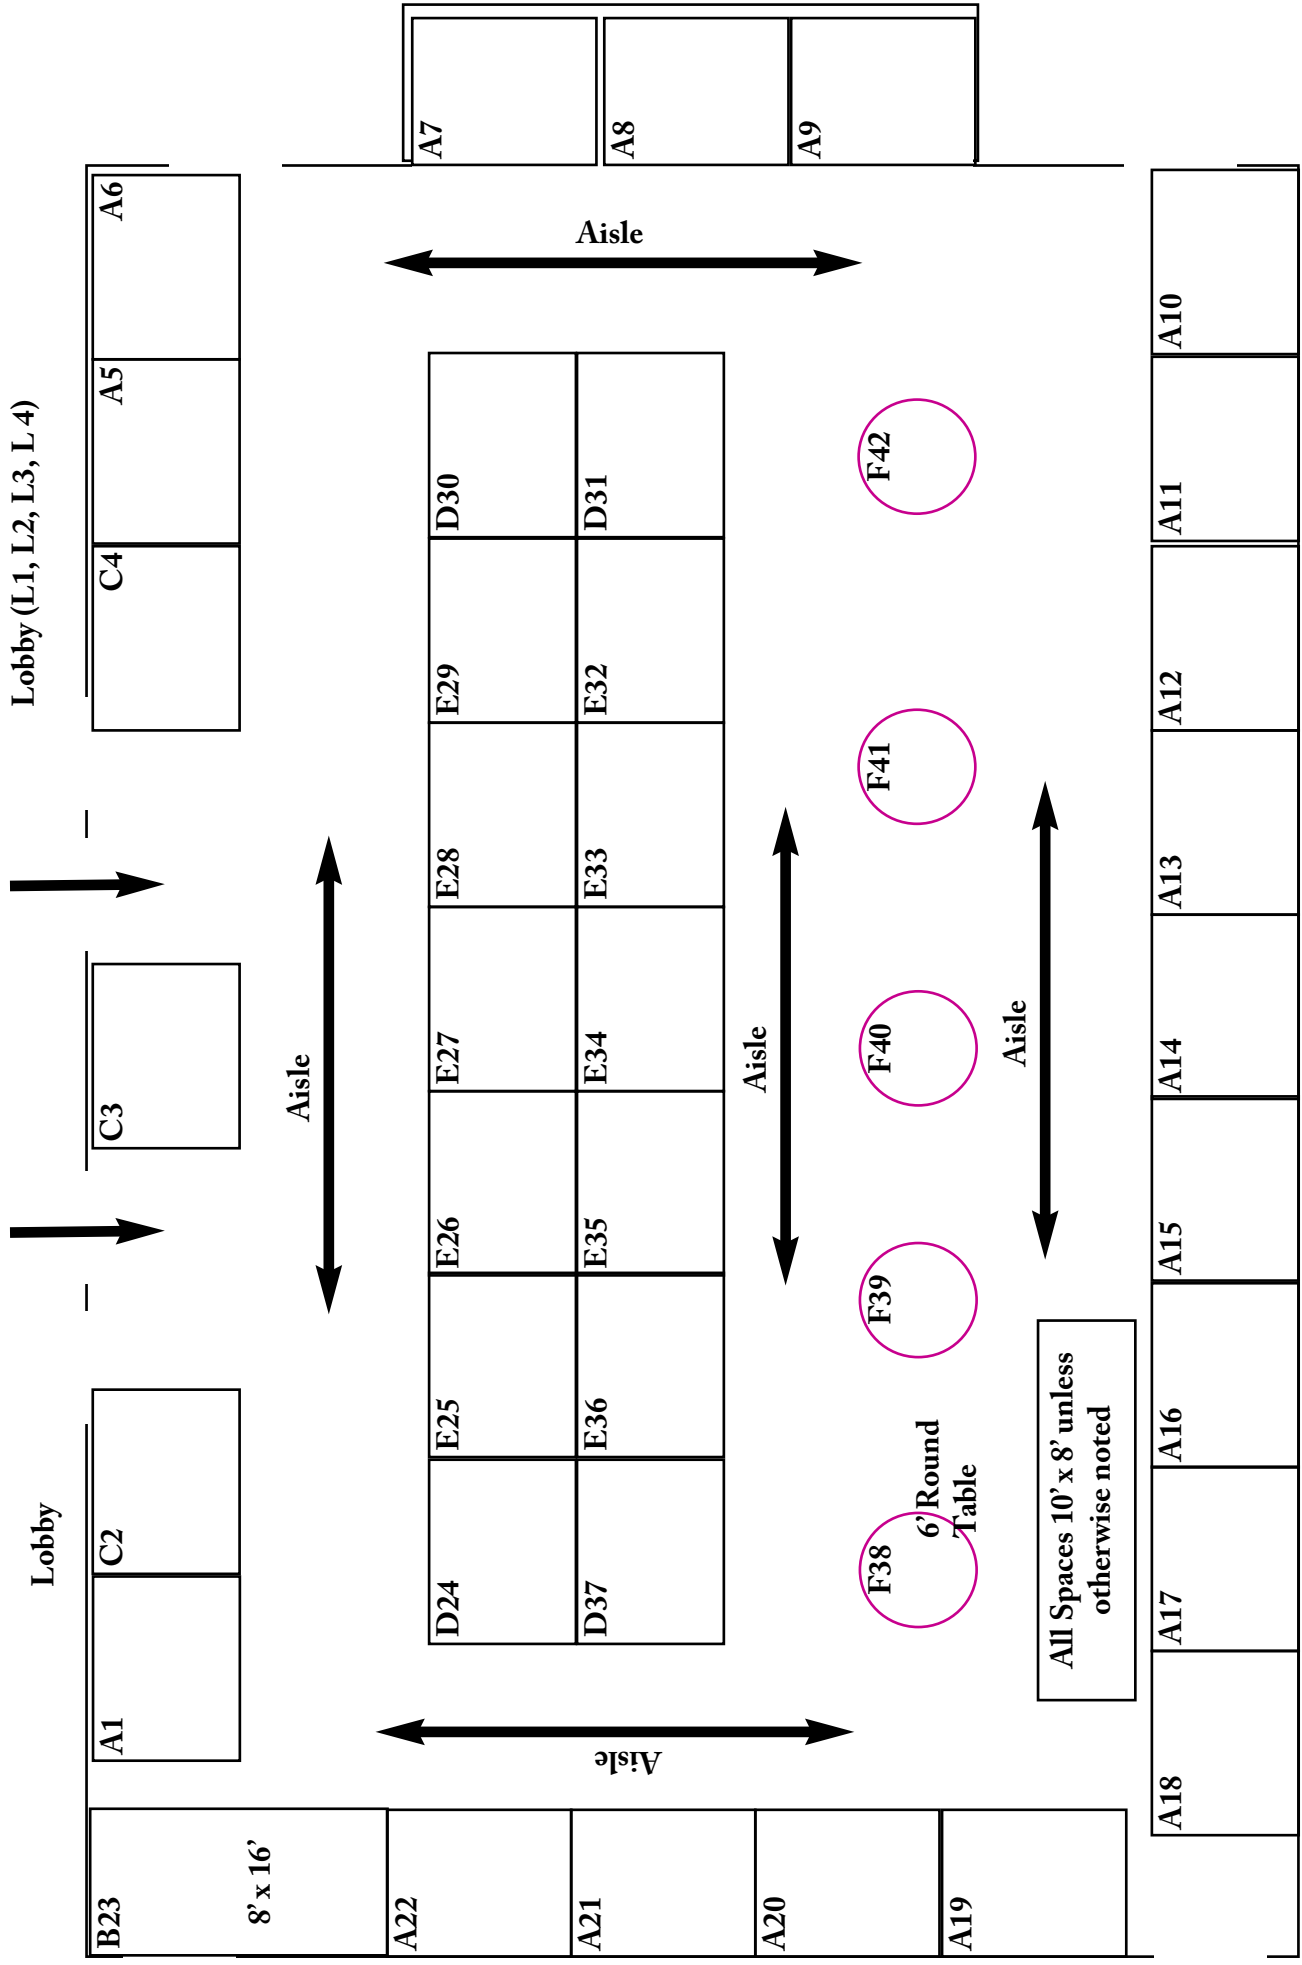 Lobby
Lobby (L1, L2, L3, L 4)
B23
8’ x 16’
A1
C2
C3
C4
A5
A6
Aisle
A22
A21
A20
A19
Aisle
D24
E25
E26
E27
E28
E29
D30
D37
E36
E35
E34
E33
E32
D31
Aisle
A7
A8
A9
Aisle
F38
F39
F40
F41
F42
6’ Round
Table
Aisle
All Spaces 10’ x 8’ unless
otherwise noted
A18
A17
A16
A15
A14
A13
A12
A11
A10